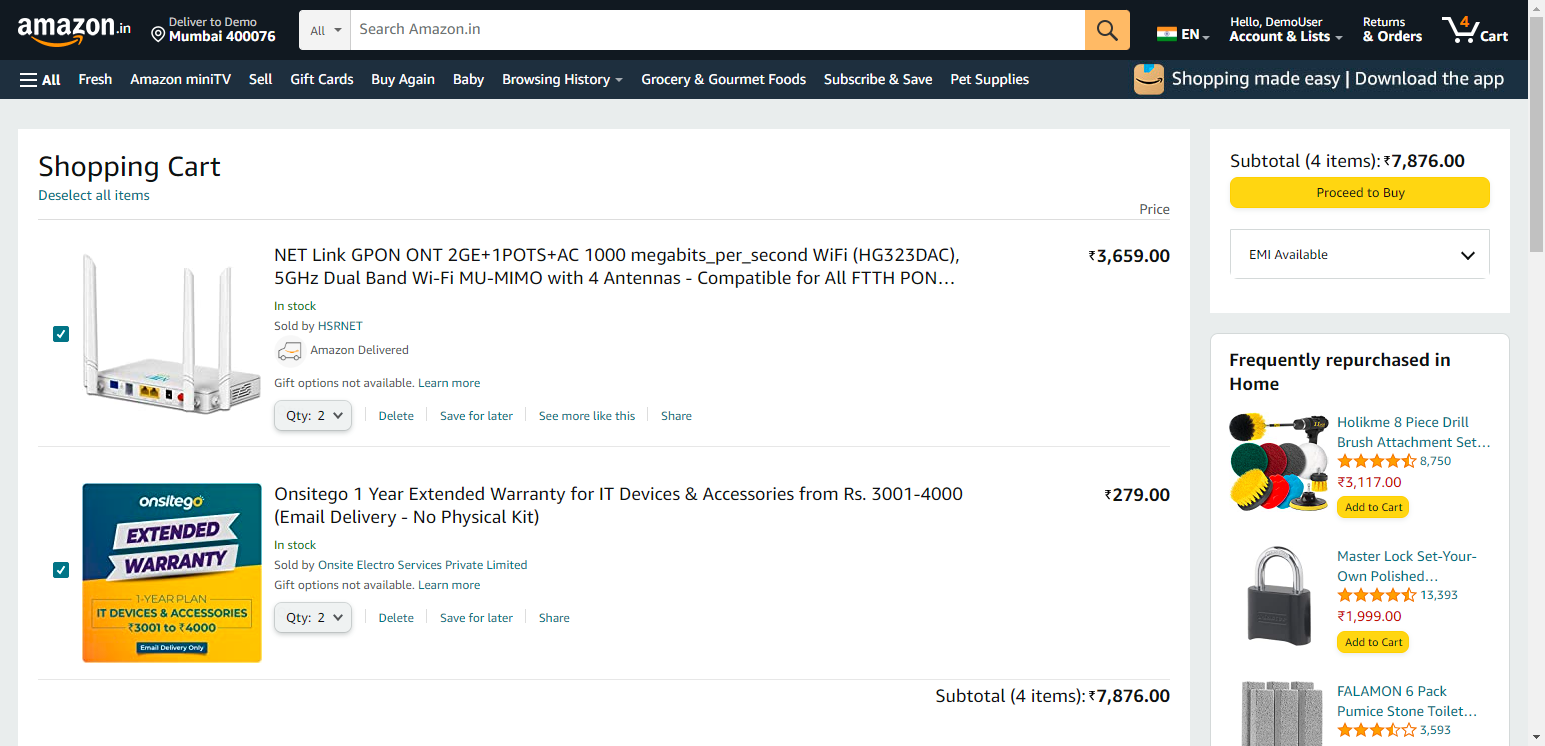 amazon.in
Deliver to Demo
Mumbai 400076
All
Search Amazon.in
EN
Hello, DemoUser
Account & Lists
Returns
& Orders
4
Cart
All
Fresh
Amazon miniTV
Sell
Gift Cards
Buy Again
Baby
Browsing History
Grocery & Gourmet Foods
Subscribe & Save
Pet Supplies
Shopping made easy | Download the app
Shopping Cart
Deselect all items
Price
NET Link GPON ONT 2GE+1POTS+AC 1000 megabits_per_second WiFi (HG323DAC),
5GHz Dual Band Wi-Fi MU-MIMO with 4 Antennas - Compatible for All FTTH PON…
₹3,659.00
In stock
Sold by HSRNET
Amazon Delivered
Gift options not available. Learn more
Qty: 2
Delete
Save for later
See more like this
Share
onsitego
EXTENDED
WARRANTY
1-YEAR PLAN
IT DEVICES & ACCESSORIES
₹3001 to ₹4000
Email Delivery Only
Onsitego 1 Year Extended Warranty for IT Devices & Accessories from Rs. 3001-4000
(Email Delivery - No Physical Kit)
₹279.00
In stock
Sold by Onsite Electro Services Private Limited
Gift options not available. Learn more
Qty: 2
Delete
Save for later
Share
Subtotal (4 items): ₹7,876.00
Subtotal (4 items): ₹7,876.00
Proceed to Buy
EMI Available
Frequently repurchased in
Home
Holikme 8 Piece Drill
Brush Attachment Set…
8,750
₹3,117.00
Add to Cart
Master Lock Set-Your-
Own Polished…
13,393
₹1,999.00
Add to Cart
FALAMON 6 Pack
Pumice Stone Toilet…
3,593